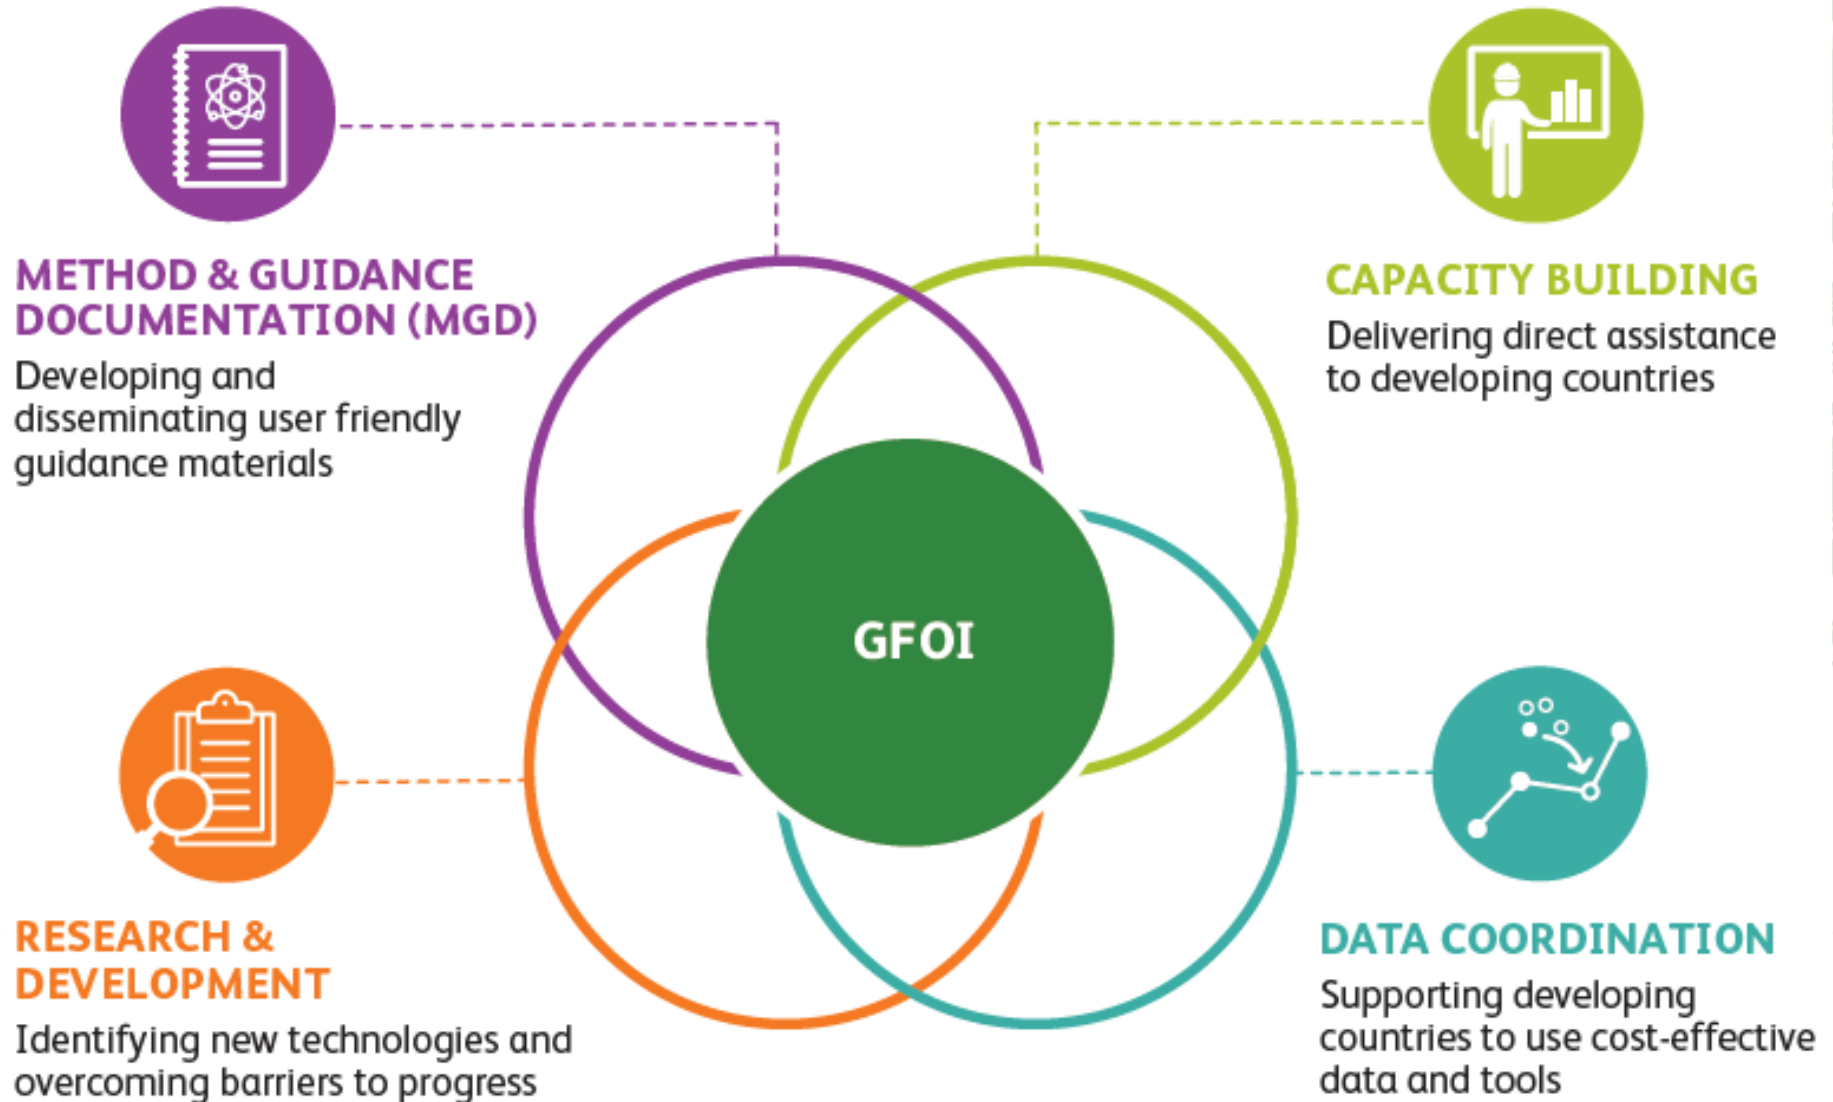 METHOD & GUIDANCE
DOCUMENTATION (MGD)
Developing and
disseminating user friendly
guidance materials
CAPACITY BUILDING
Delivering direct assistance
to developing countries
GFOI
RESEARCH &
DEVELOPMENT
Identifying new technologies and
overcoming barriers to progress
DATA COORDINATION
Supporting developing
countries to use cost-effective
data and tools